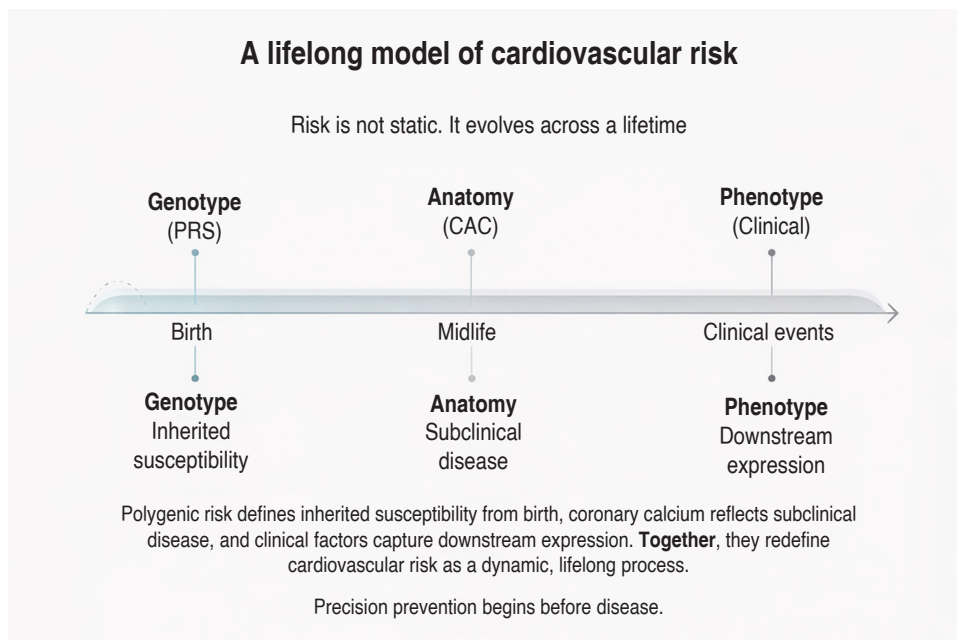 A lifelong model of cardiovascular risk
Risk is not static. It evolves across a lifetime
Genotype
(PRS)
Anatomy
(CAC)
Phenotype
(Clinical)
Birth
Midlife
Clinical events
Genotype
Inherited
susceptibility
Anatomy
Subclinical
disease
Phenotype
Downstream
expression
Polygenic risk defines inherited susceptibility from birth, coronary calcium reflects subclinical
disease, and clinical factors capture downstream expression. Together, they redefine
cardiovascular risk as a dynamic, lifelong process.
Precision prevention begins before disease.